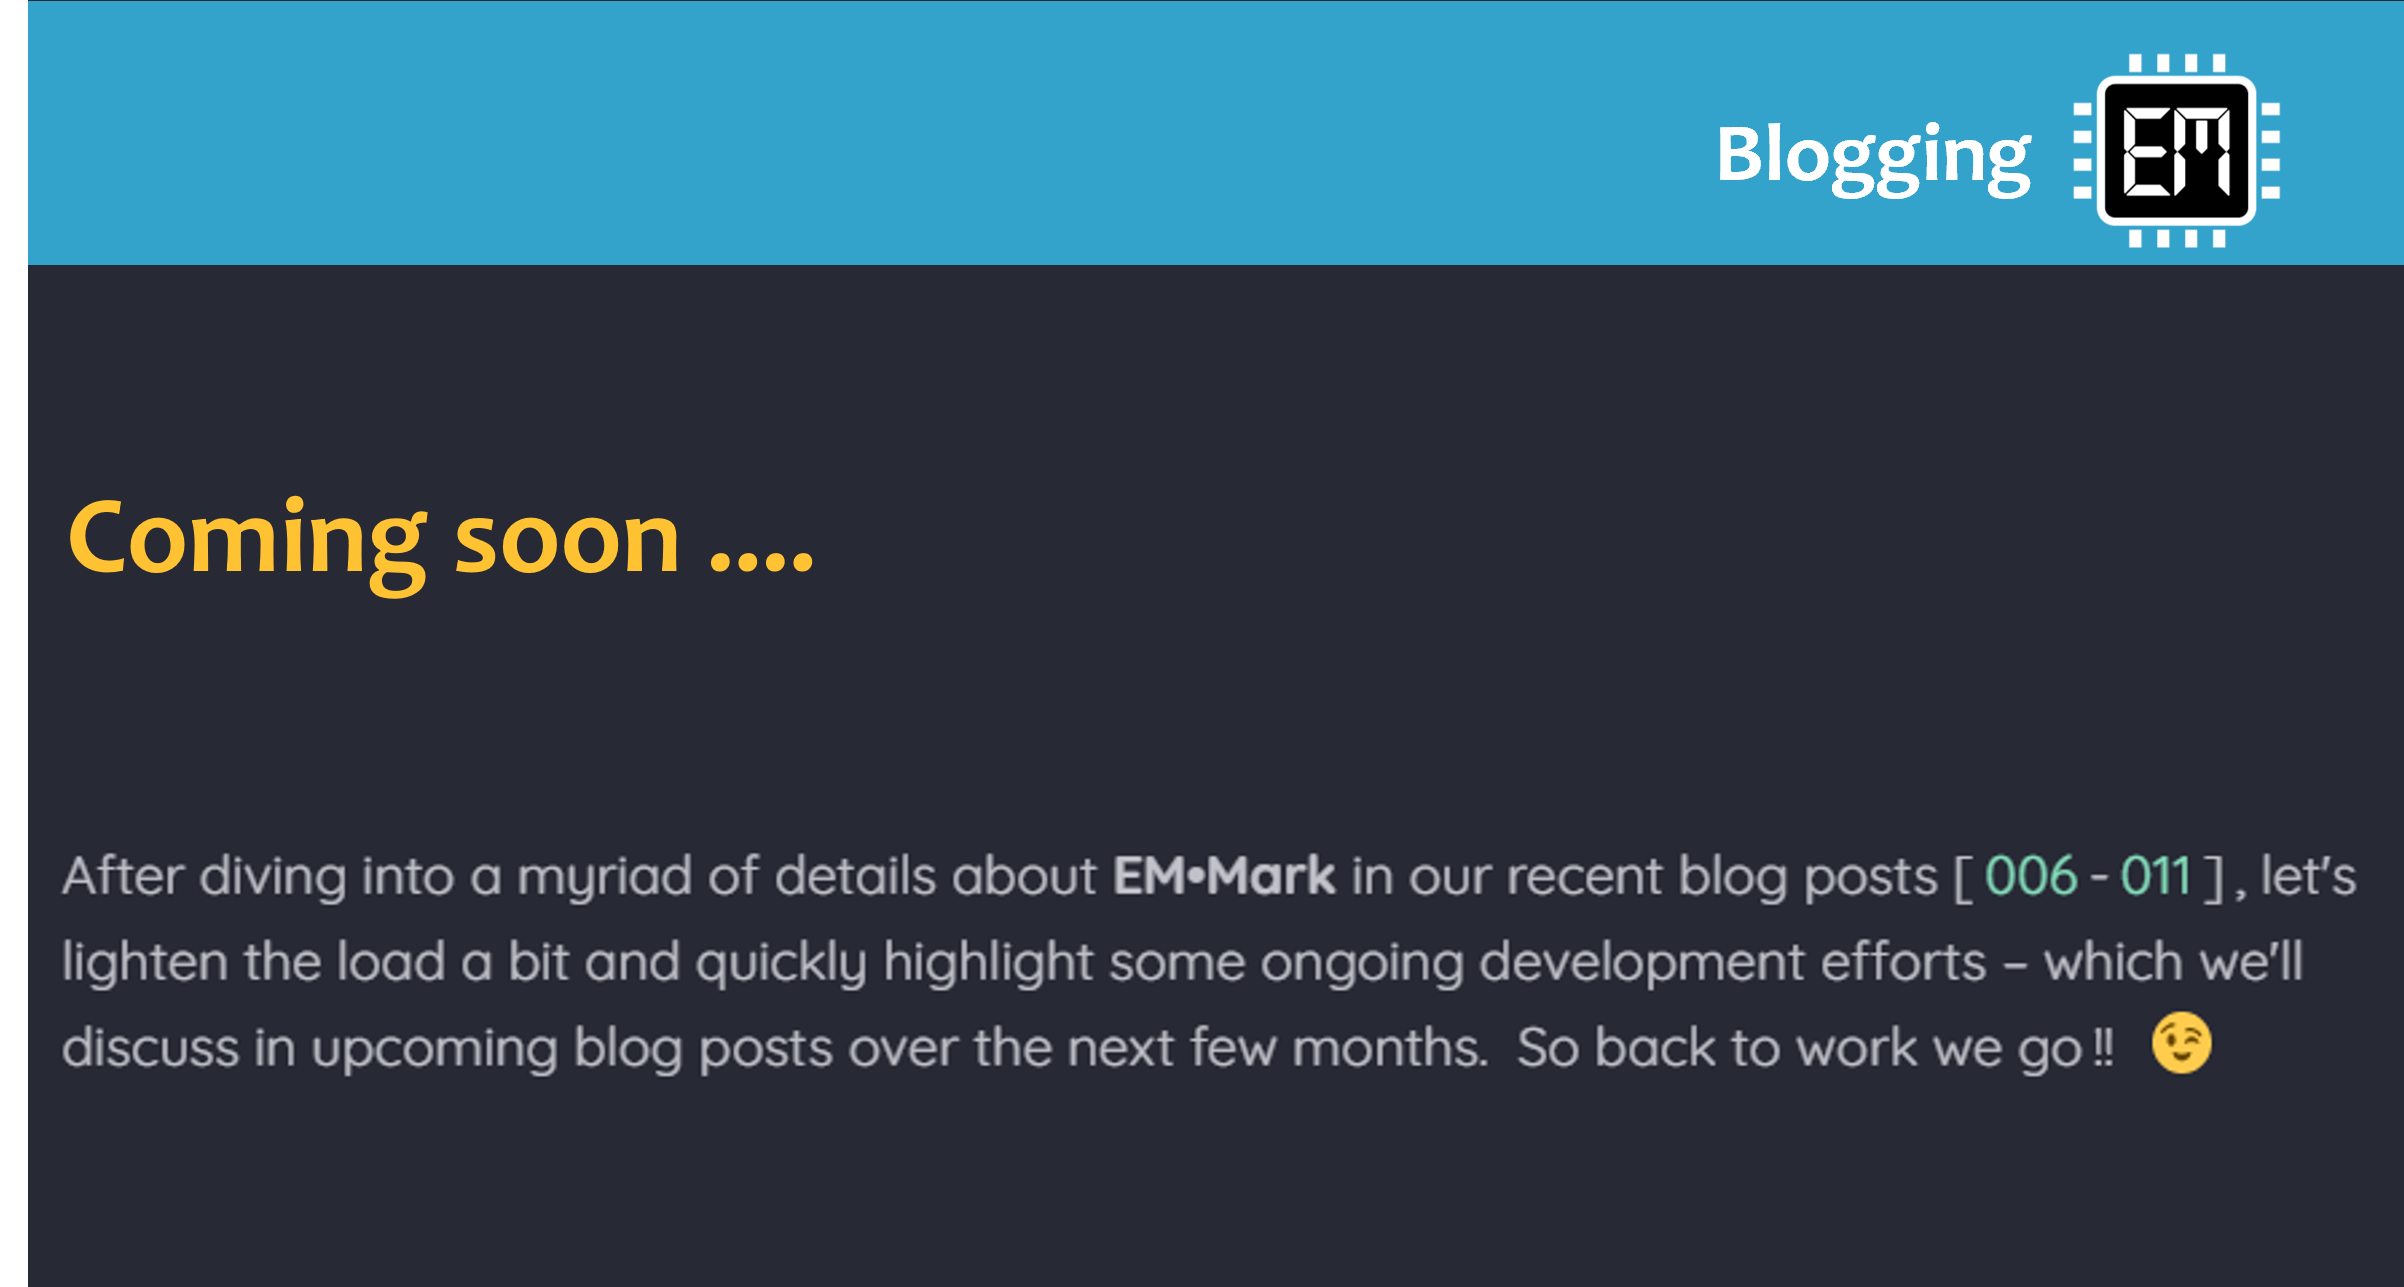 Blogging EM
Coming soon ....
After diving into a myriad of details about EM•Mark in our recent blog posts [ 006 - 011 ] , let's
lighten the load a bit and quickly highlight some ongoing development efforts – which we'll
discuss in upcoming blog posts over the next few months. So back to work we go !! 😉